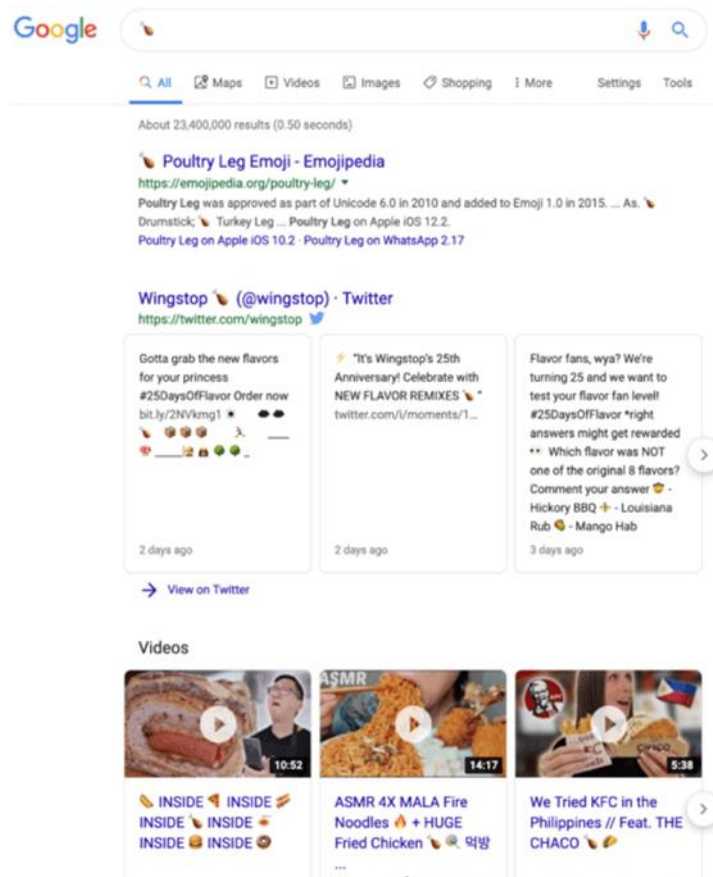 Google
🍗
All Maps Videos Images Shopping More Settings Tools
About 23,400,000 results (0.50 seconds)
🍗 Poultry Leg Emoji - Emojipedia
https://emojipedia.org/poultry-leg/
Poultry Leg was approved as part of Unicode 6.0 in 2010 and added to Emoji 1.0 in 2015. ... As. 🍗
Drumstick; 🍗 Turkey Leg ... Poultry Leg on Apple iOS 12.2.
Poultry Leg on Apple iOS 10.2 · Poultry Leg on WhatsApp 2.17
Wingstop 🍗 (@wingstop) · Twitter
https://twitter.com/wingstop
Gotta grab the new flavors
for your princess
#25DaysOfFlavor Order now
bit.ly/2NVkmg1
2 days ago
⚡ "It's Wingstop's 25th
Anniversary! Celebrate with
NEW FLAVOR REMIXES 🍗 "
twitter.com/i/moments/1...
2 days ago
Flavor fans, wya? We're
turning 25 and we want to
test your flavor fan level!
#25DaysOfFlavor *right
answers might get rewarded
👀 Which flavor was NOT
one of the original 8 flavors?
Comment your answer 🤠 -
Hickory BBQ ⚜ - Louisiana
Rub 🥭 - Mango Hab
3 days ago
View on Twitter
Videos
10:52
🌭 INSIDE 🍕 INSIDE 🥓
INSIDE 🍗 INSIDE 🍜
INSIDE 🍔 INSIDE 🍩
ASMR
14:17
ASMR 4X MALA Fire
Noodles 🔥 + HUGE
Fried Chicken 🍗 🍭 먹방
...
KFC
5:38
We Tried KFC in the
Philippines // Feat. THE
CHACO 🍗 🌮